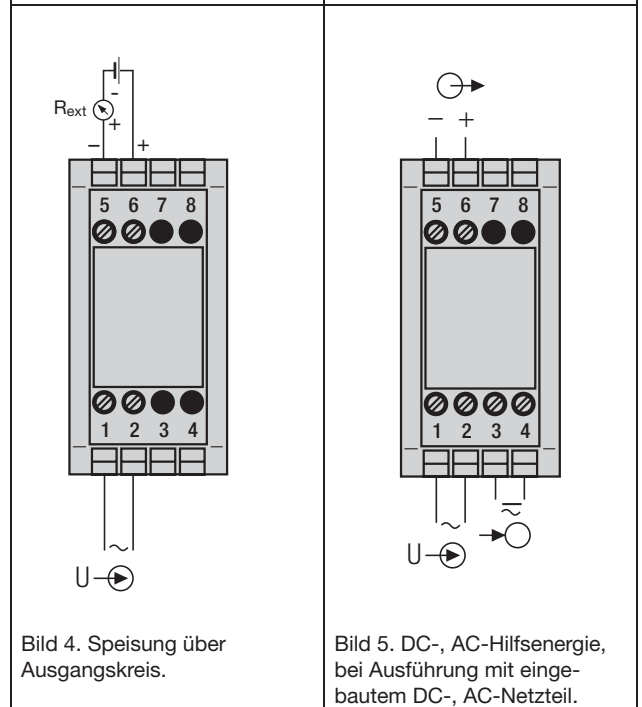 Rext
-
+
– +
5 6 7 8
1 2 3 4
~
U
Bild 4. Speisung über
Ausgangskreis.
– +
5 6 7 8
1 2 3 4
~
U
Bild 5. DC-, AC-Hilfsenergie,
bei Ausführung mit einge-
bautem DC-, AC-Netzteil.